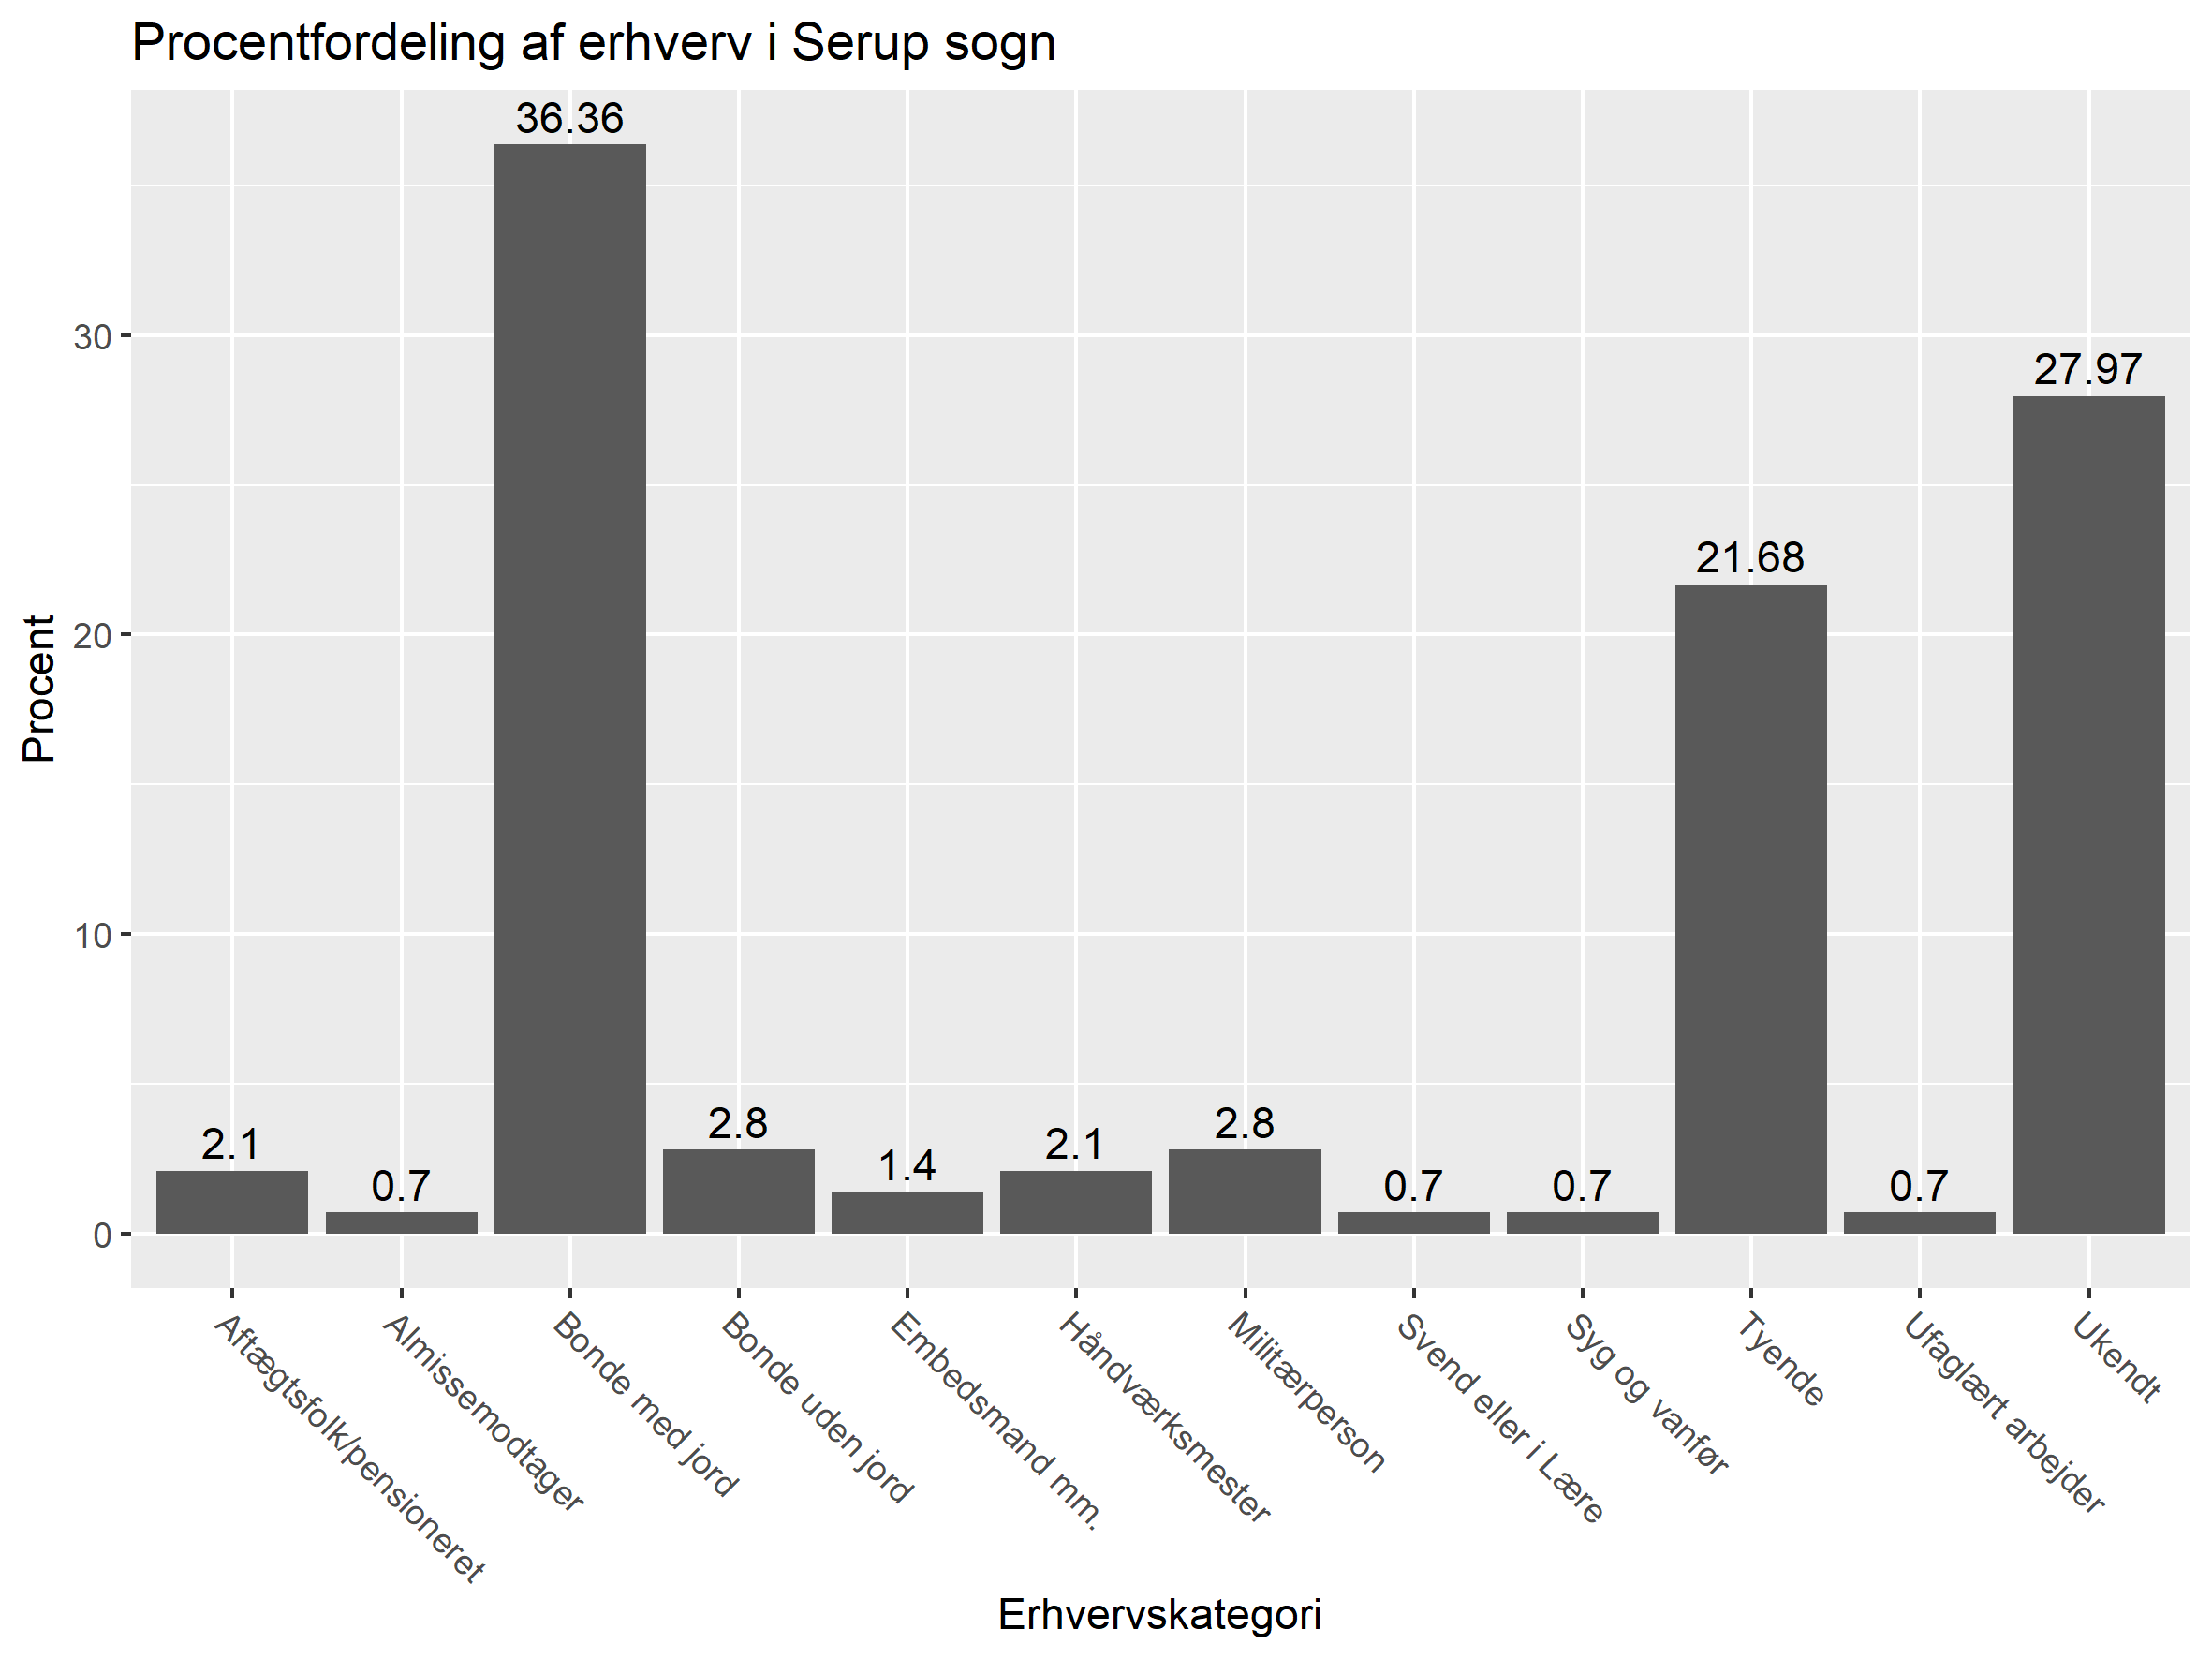 Procentfordeling af erhverv i Serup sogn
36.36
30
27.97
21.68
20
Procent
10
2.1
0.7
2.8
1.4
2.1
2.8
0.7
0.7
0.7
0
Aftægtsfolk/pensioneret
Almissemodtager
Bonde med jord
Bonde uden jord
Embedsmand mm.
Håndværksmester
Militærperson
Svend eller i Lære
Syg og vanfør
Tyende
Ufaglært arbejder
Ukendt
Erhvervskategori